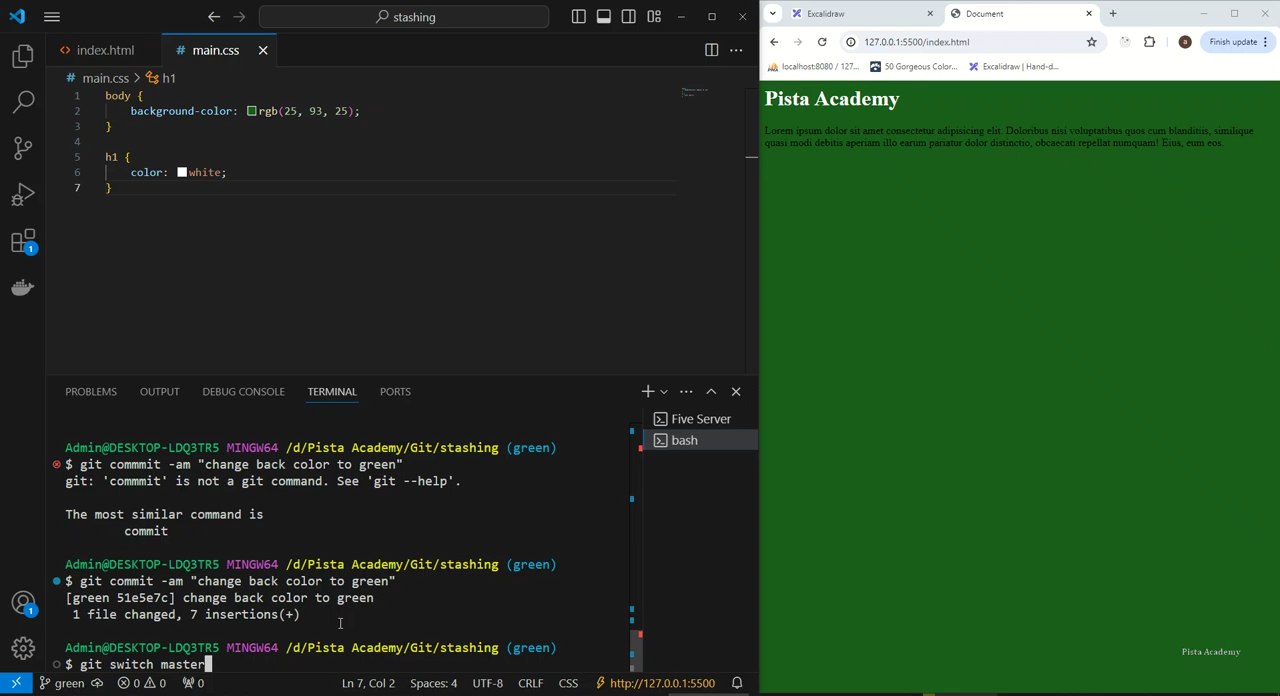 stashing
index.html
# main.css
# main.css > h1
1 body {
2 background-color: rgb(25, 93, 25);
3 }
4
5 h1 {
6 color: white;
7 }
PROBLEMS OUTPUT DEBUG CONSOLE TERMINAL PORTS
Five Server
bash
Admin@DESKTOP-LDQ3TR5 MINGW64 /d/Pista Academy/Git/stashing (green)
$ git commmit -am "change back color to green"
git: 'commmit' is not a git command. See 'git --help'.
The most similar command is
commit
Admin@DESKTOP-LDQ3TR5 MINGW64 /d/Pista Academy/Git/stashing (green)
$ git commit -am "change back color to green"
[green 51e5e7c] change back color to green
1 file changed, 7 insertions(+)
Admin@DESKTOP-LDQ3TR5 MINGW64 /d/Pista Academy/Git/stashing (green)
$ git switch master
1
1
green 0 0 0 Ln 7, Col 2 Spaces: 4 UTF-8 CRLF CSS http://127.0.0.1:5500
Excalidraw
Document
127.0.0.1:5500/index.html
a
Finish update
localhost:8080 / 127...
50 Gorgeous Color...
Excalidraw | Hand-d...
Pista Academy
Lorem ipsum dolor sit amet consectetur adipisicing elit. Doloribus nisi voluptatibus quos cum blanditiis, similique
quasi modi debitis aperiam illo earum pariatur dolor distinctio, obcaecati repellat numquam! Eius, eum eos.
Pista Academy